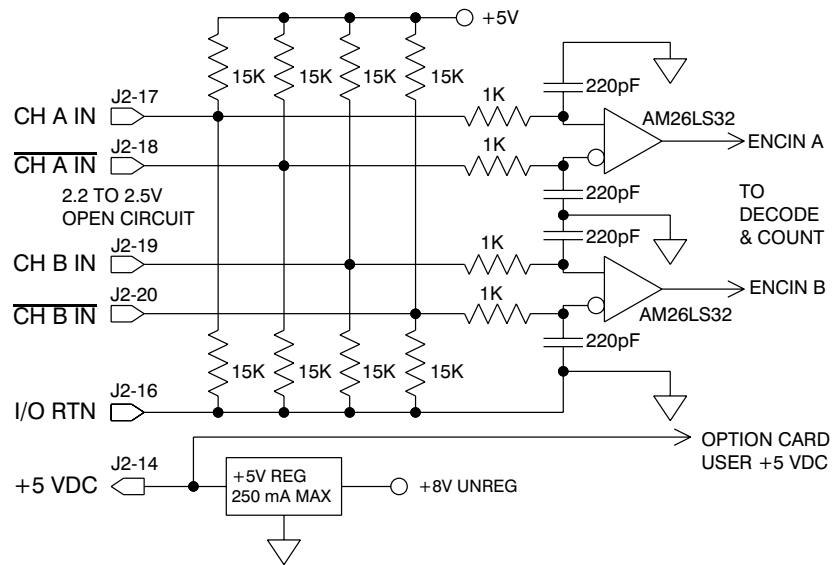 +5V
15K 15K 15K 15K
220pF
J2-17
1K
AM26LS32
CH A IN
ENCIN A
J2-18
1K
CH A IN
2.2 TO 2.5V
OPEN CIRCUIT
220pF
TO
DECODE
& COUNT
220pF
J2-19
1K
CH B IN
J2-20
1K
ENCIN B
CH B IN
AM26LS32
220pF
15K 15K 15K 15K
J2-16
I/O RTN
OPTION CARD
USER +5 VDC
J2-14
+5 VDC
+5V REG
250 mA MAX
+8V UNREG